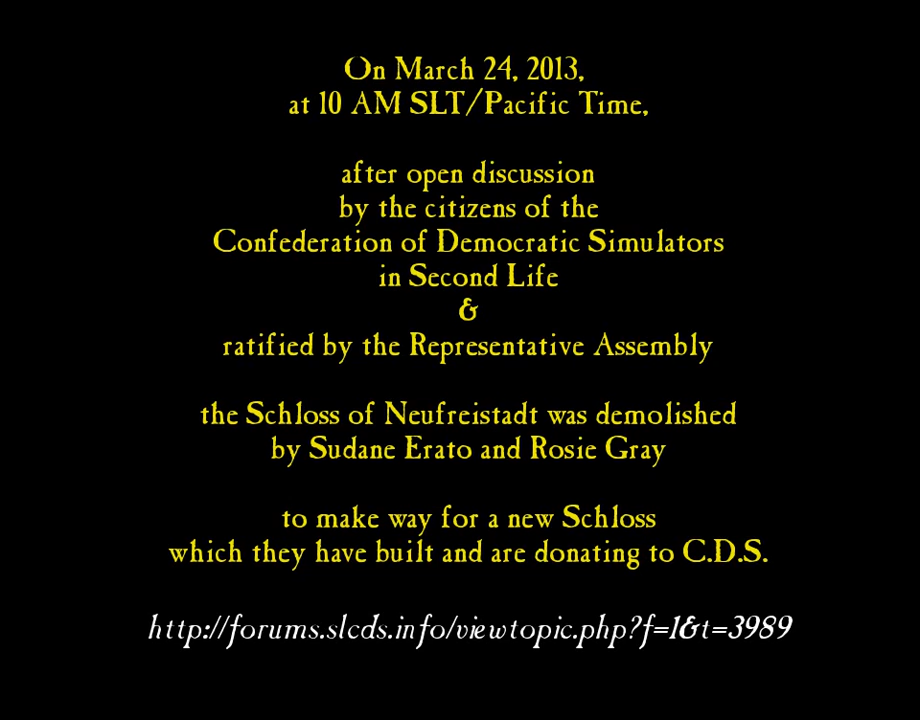 On March 24, 2013,
at 10 AM SLT/Pacific Time,
after open discussion
by the citizens of the
Confederation of Democratic Simulators
in Second Life
&
ratified by the Representative Assembly
the Schloss of Neufreistadt was demolished
by Sudane Erato and Rosie Gray
to make way for a new Schloss
which they have built and are donating to C.D.S.
http://forums.slcds.info/viewtopic.php?f=1&t=3989